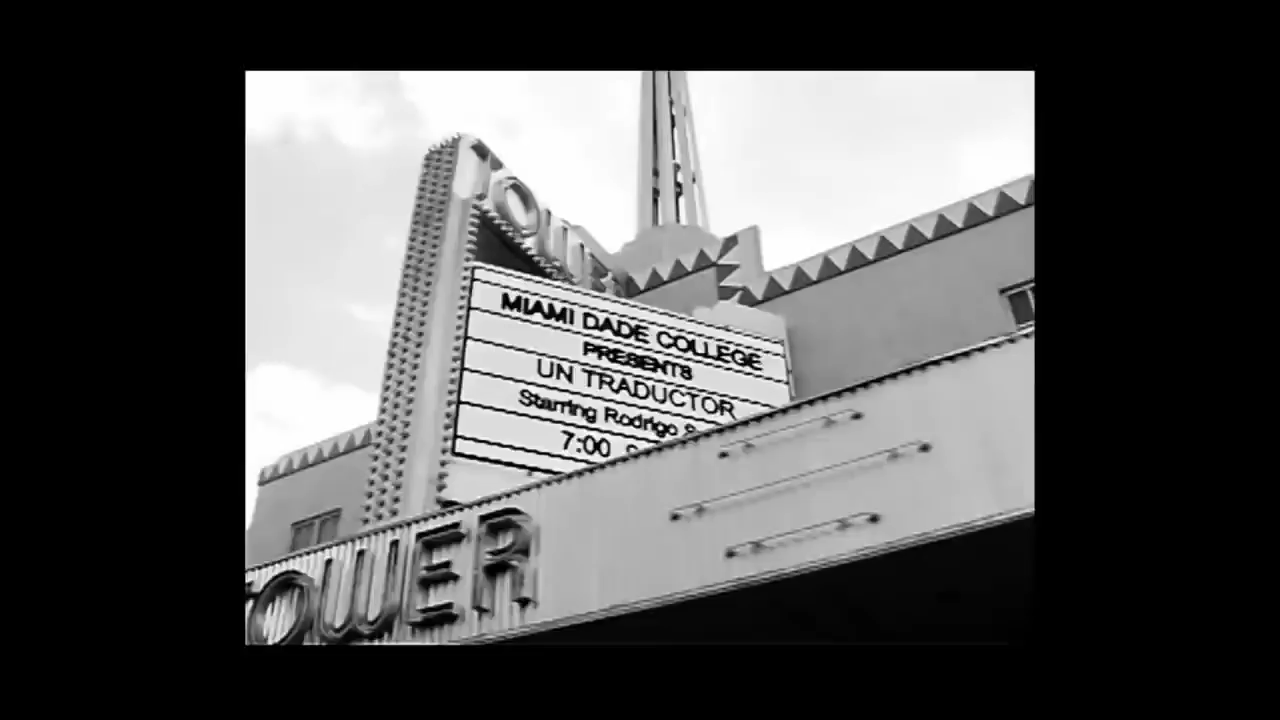 TOWER
MIAMI DADE COLLEGE
PRESENTS
UN TRADUCTOR
Starring Rodrigo
7:00
TOWER